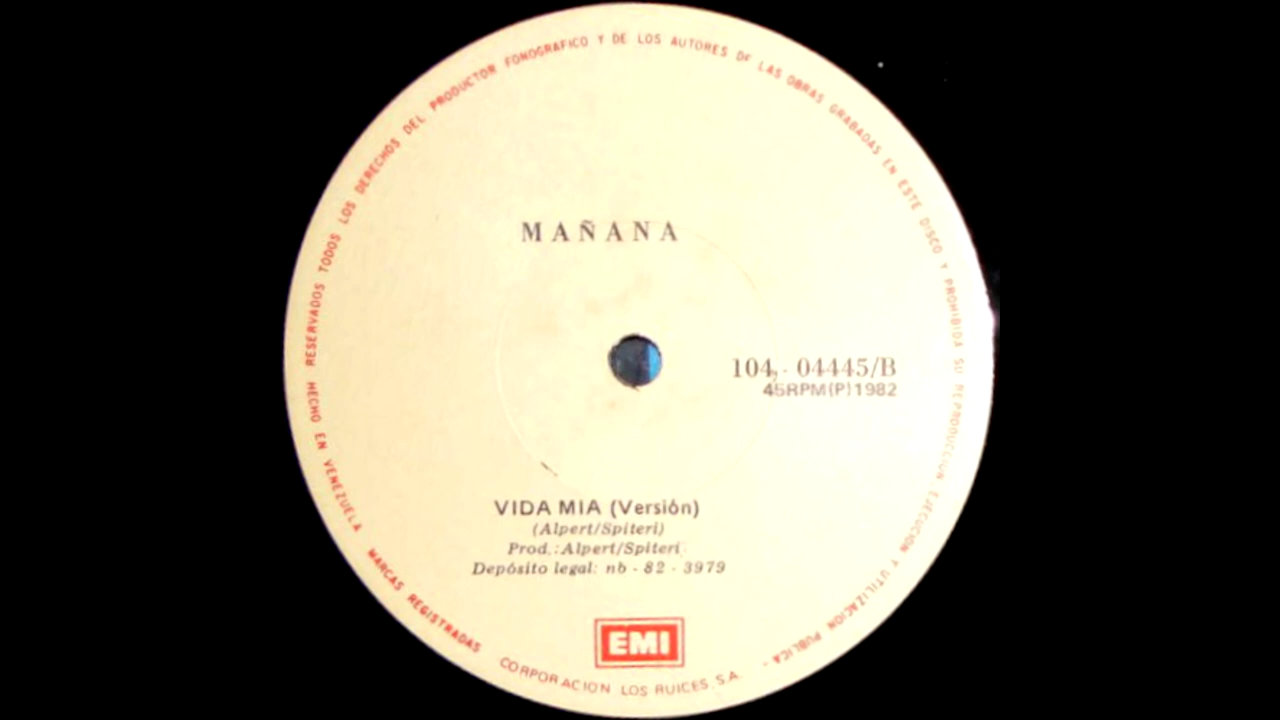 HECHO EN VENEZUELA RESERVADOS TODOS LOS DERECHOS DEL PRODUCTOR FONOGRAFICO Y DE LOS AUTORES DE LAS OBRAS GRABADAS EN ESTE DISCO Y PROHIBIDA SU REPRODUCCION EJECUCION Y UTILIZACION PUBLICA -
MAÑANA
104, - 04445/B
45RPM(P)1982
VIDA MIA (Versión)
(Alpert/Spiteri)
Prod.:Alpert/Spiteri
Depósito legal: nb - 82 - 3979
EMI
MARCAS REGISTRADAS CORPORACION LOS RUICES, S.A.